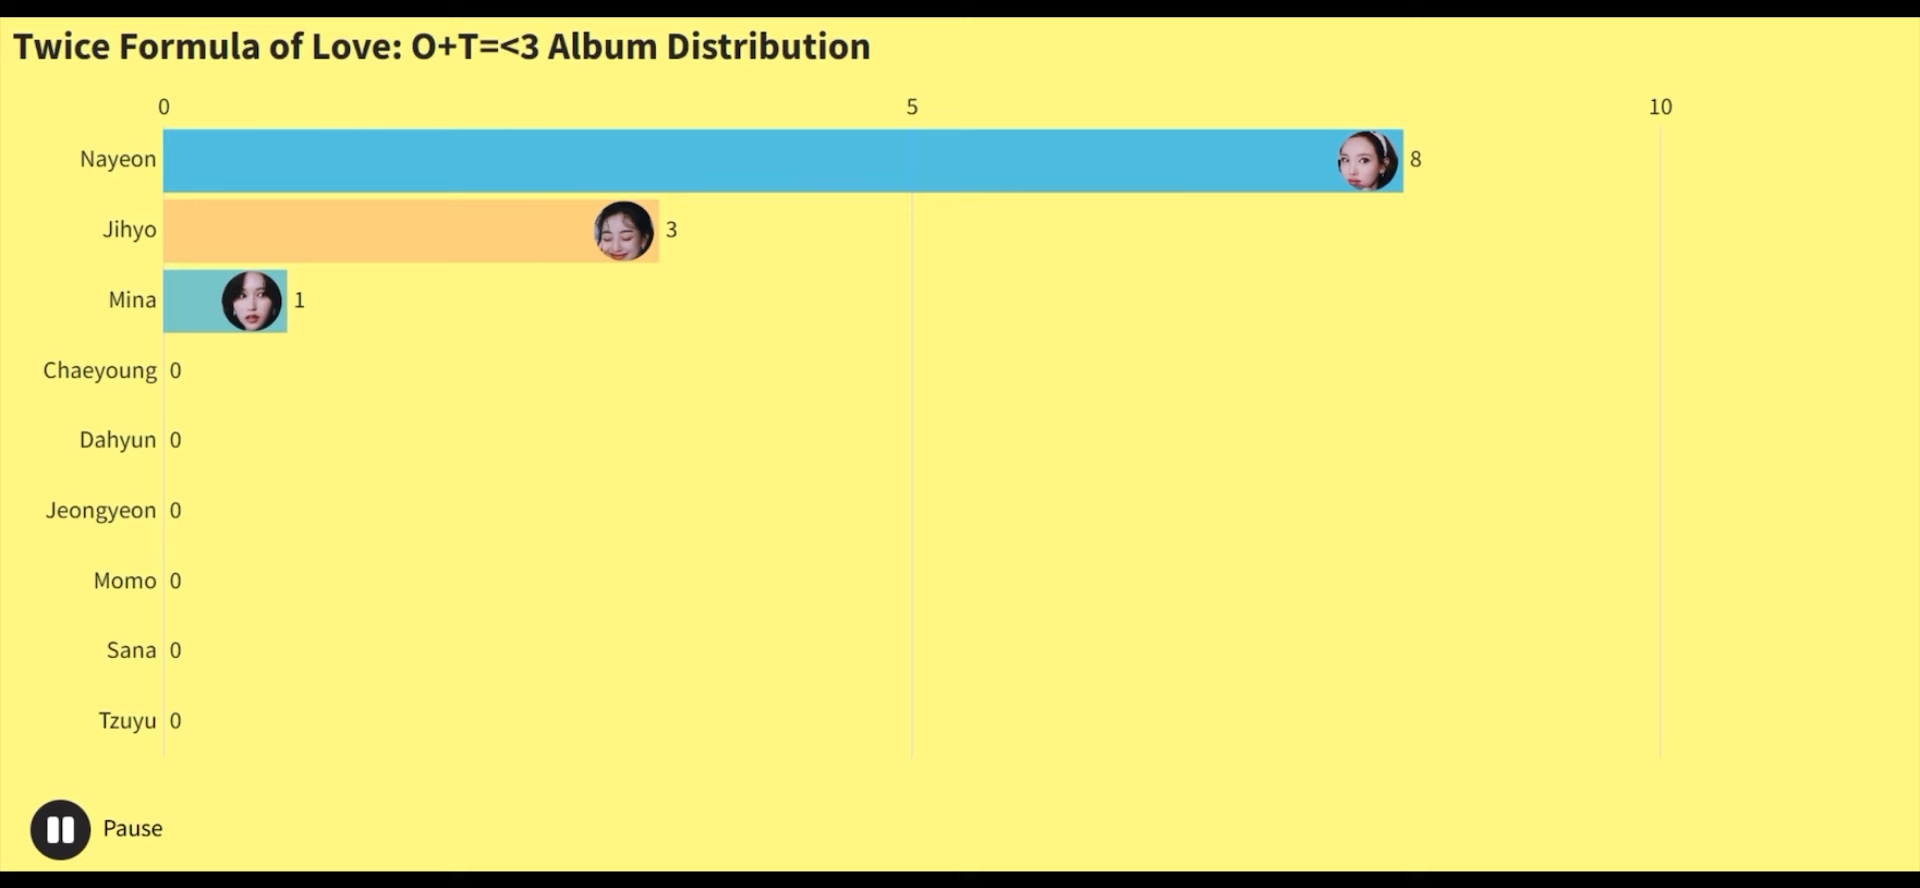 Twice Formula of Love: O+T=<3 Album Distribution
0 5 10
Nayeon 8
Jihyo 3
Mina 1
Chaeyoung 0
Dahyun 0
Jeongyeon 0
Momo 0
Sana 0
Tzuyu 0
Pause